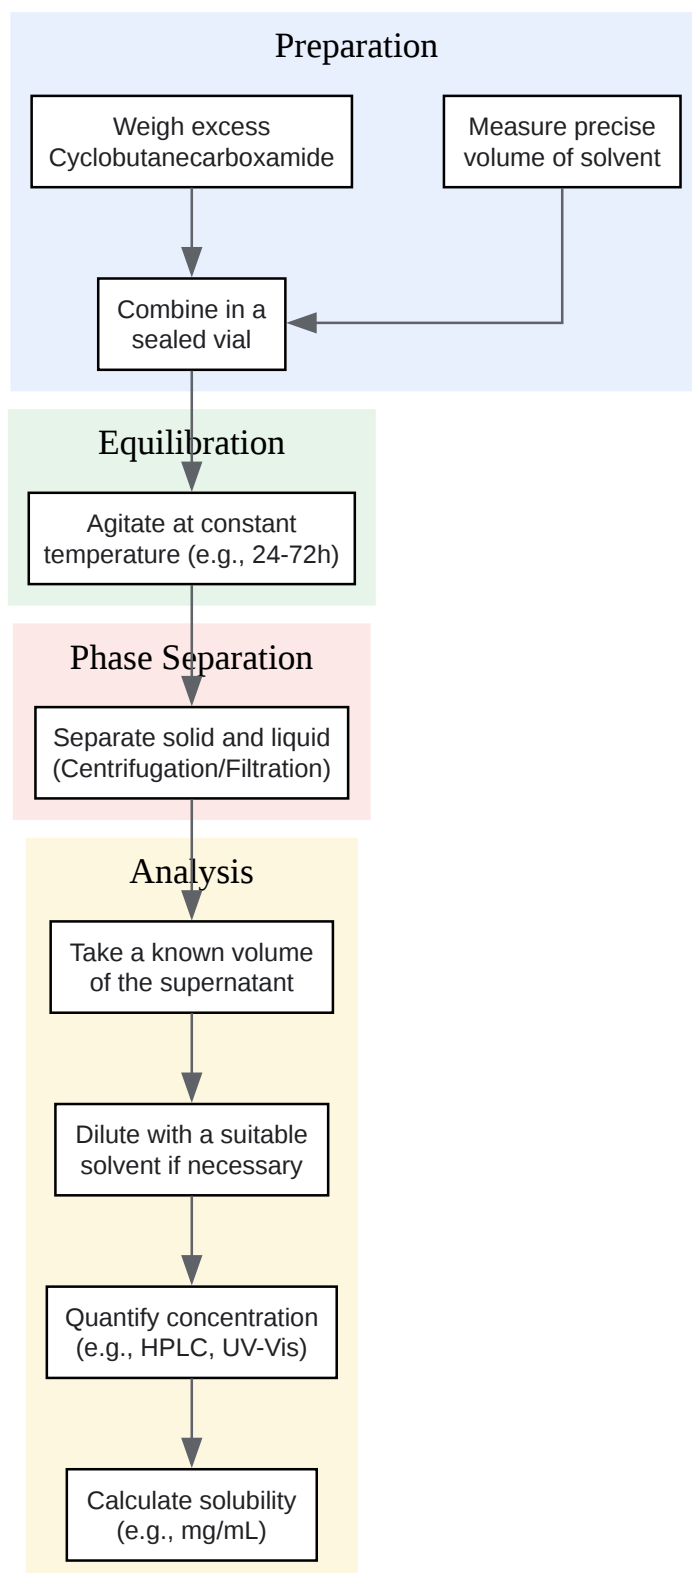 Preparation
Weigh excess
Cyclobutanecarboxamide
Measure precise
volume of solvent
Combine in a
sealed vial
Equilibration
Agitate at constant
temperature (e.g., 24-72h)
Phase Separation
Separate solid and liquid
(Centrifugation/Filtration)
Analysis
Take a known volume
of the supernatant
Dilute with a suitable
solvent if necessary
Quantify concentration
(e.g., HPLC, UV-Vis)
Calculate solubility
(e.g., mg/mL)